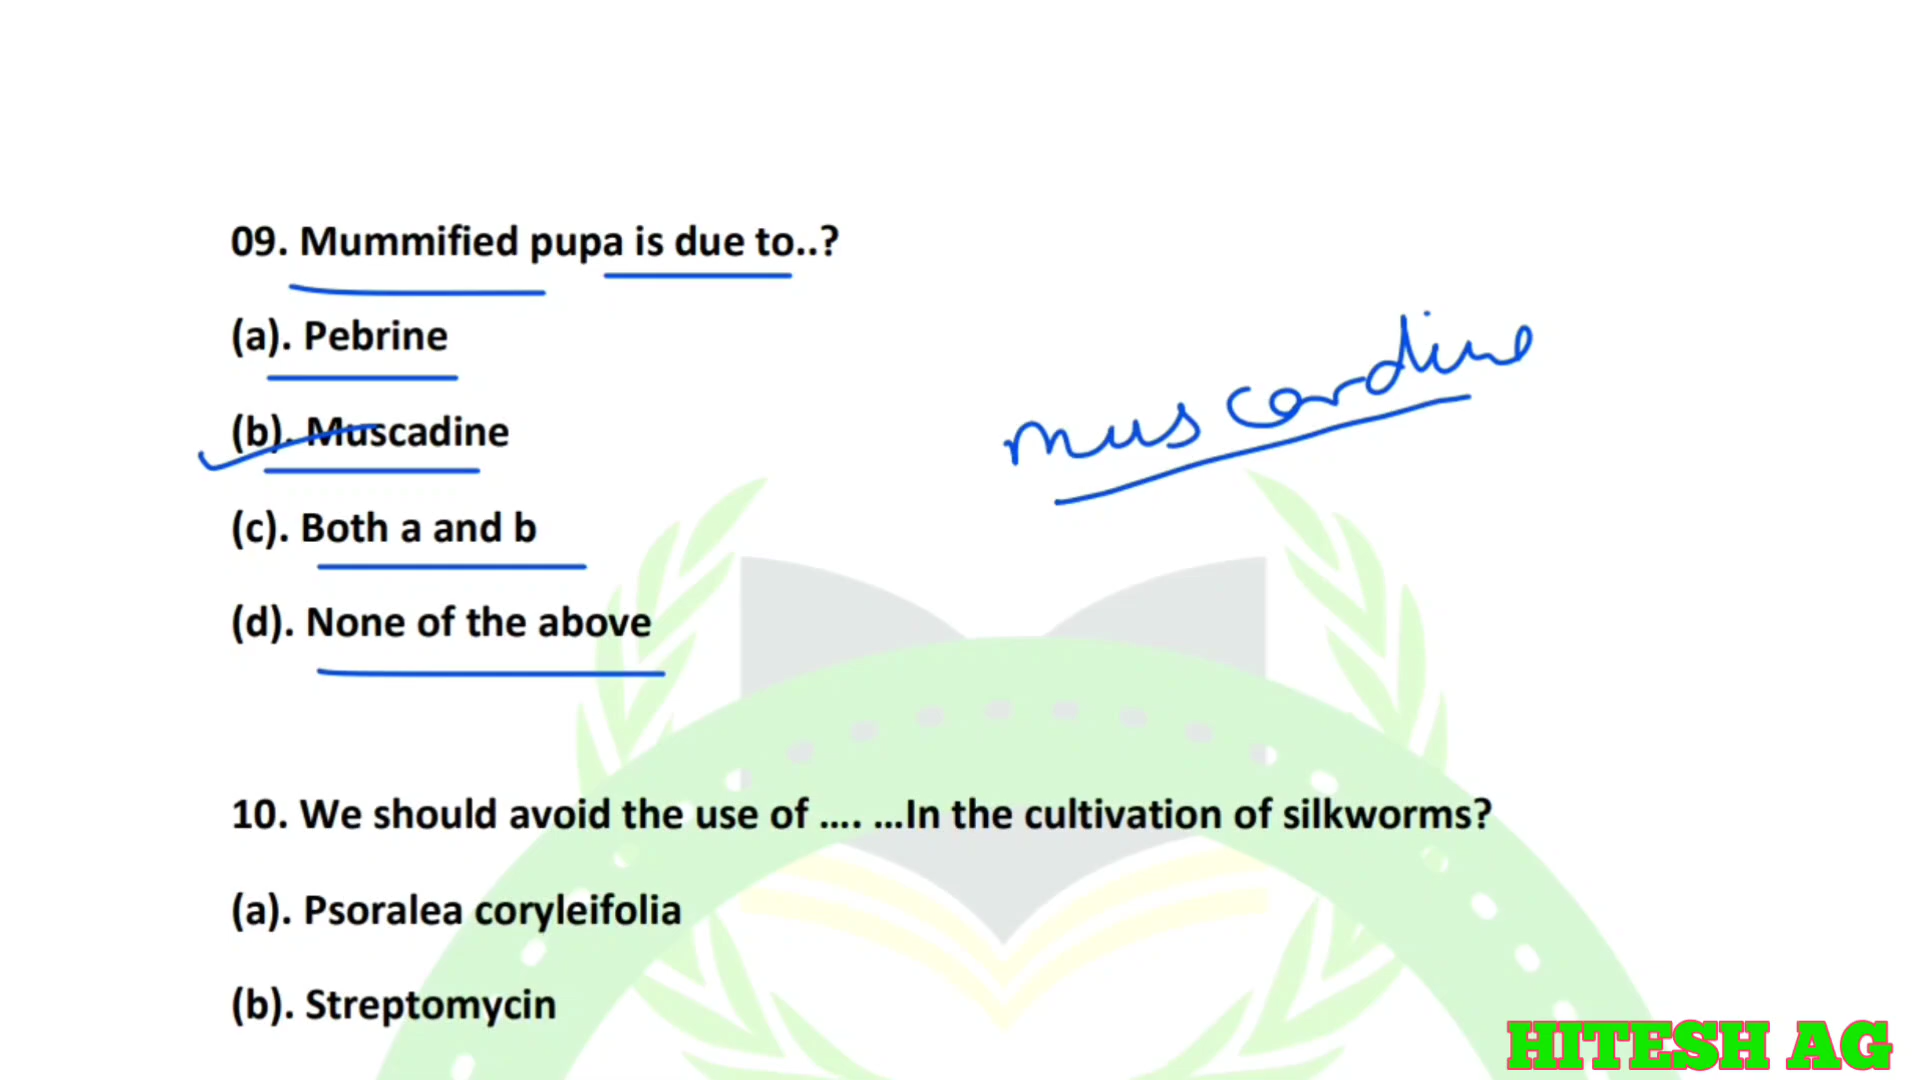 09. Mummified pupa is due to..?
(a). Pebrine
(b). Muscadine
muscardine
(c). Both a and b
(d). None of the above
10. We should avoid the use of .... ...In the cultivation of silkworms?
(a). Psoralea coryleifolia
(b). Streptomycin
HITESH AG